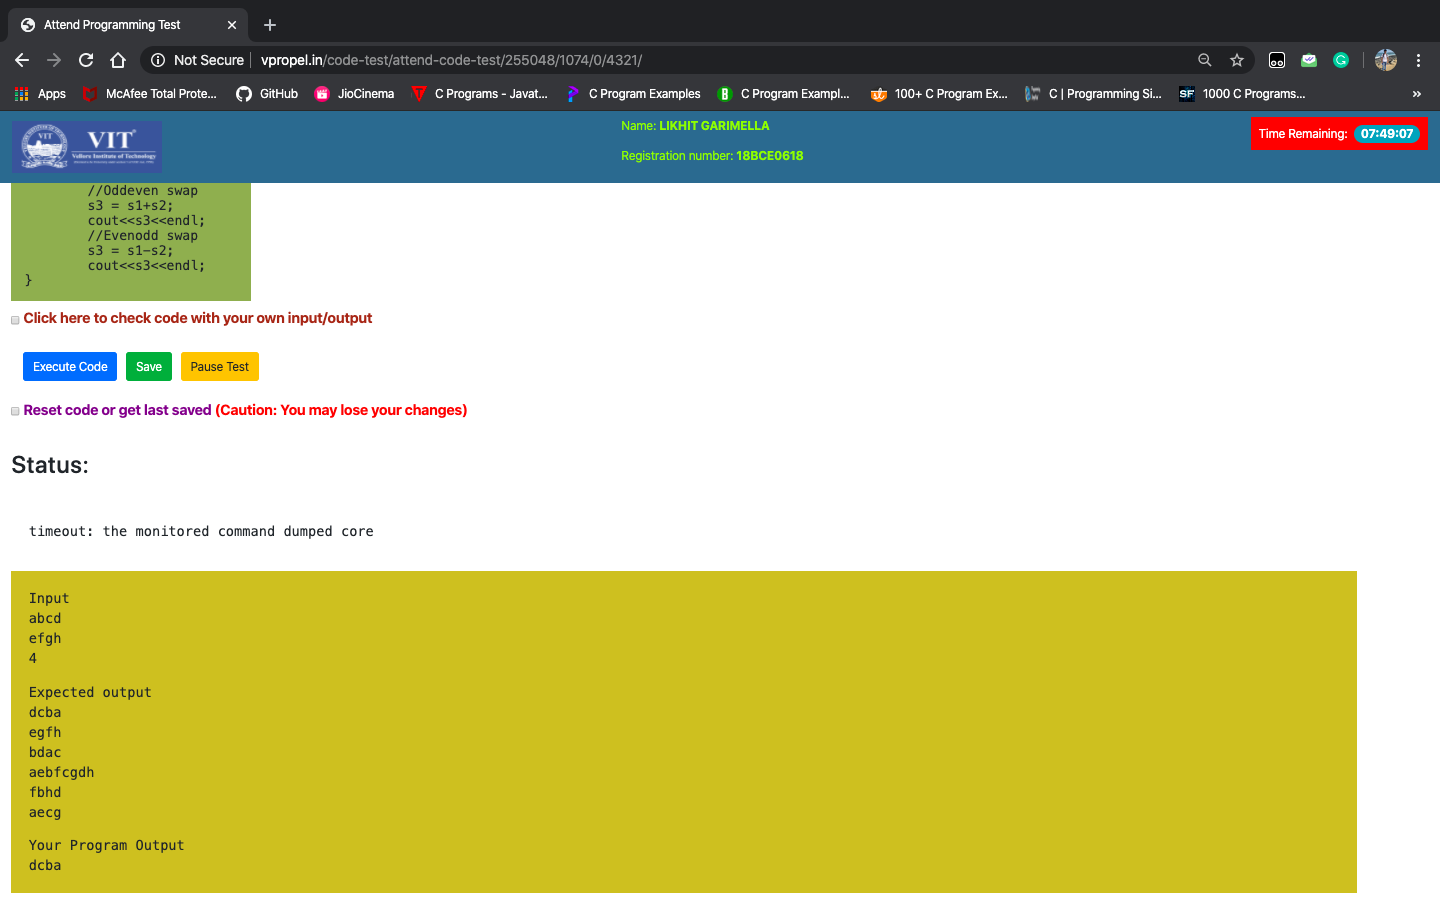 Attend Programming Test
Not Secure | vpropel.in/code-test/attend-code-test/255048/1074/0/4321/
Apps McAfee Total Prote... GitHub JioCinema C Programs - Javat... C Program Examples C Program Exampl... 100+ C Program Ex... C | Programming Si... SF 1000 C Programs... »
VIT VIT®
Vellore Institute of Technology
Name: LIKHIT GARIMELLA
Registration number: 18BCE0618
Time Remaining: 07:49:07
//Oddeven swap
s3 = s1+s2;
cout<<s3<<endl;
//Evenodd swap
s3 = s1-s2;
cout<<s3<<endl;
}
Click here to check code with your own input/output
Execute Code Save Pause Test
Reset code or get last saved (Caution: You may lose your changes)
Status:
timeout: the monitored command dumped core
Input
abcd
efgh
4
Expected output
dcba
egfh
bdac
aebfcgdh
fbhd
aecg
Your Program Output
dcba